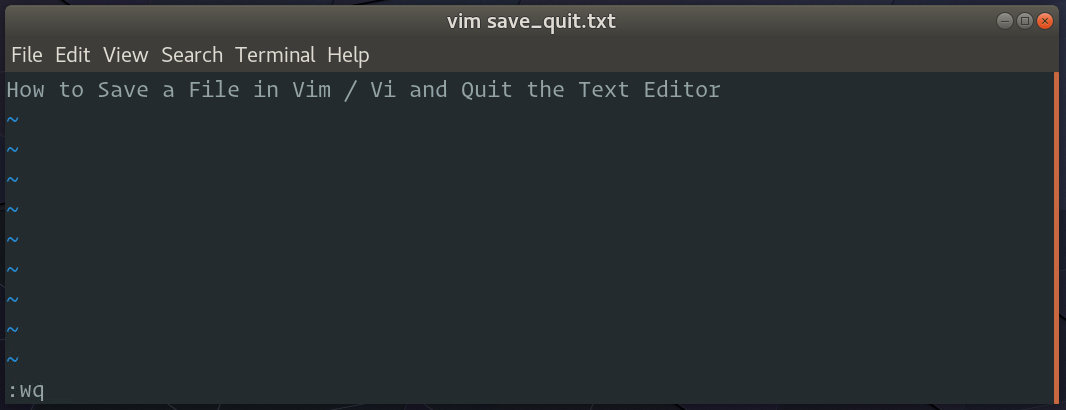 vim save_quit.txt
File Edit View Search Terminal Help
How to Save a File in Vim / Vi and Quit the Text Editor
~
~
~
~
~
~
~
~
~
:wq